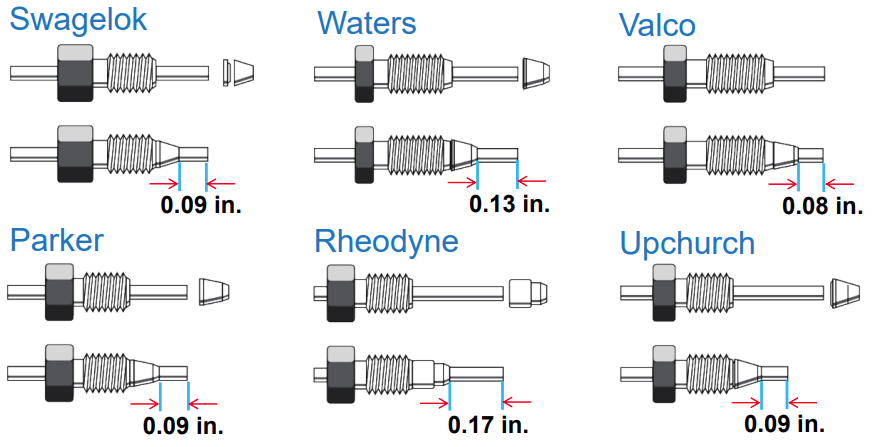 Swagelok
Waters
Valco
0.09 in.
0.13 in.
0.08 in.
Parker
Rheodyne
Upchurch
0.09 in.
0.17 in.
0.09 in.